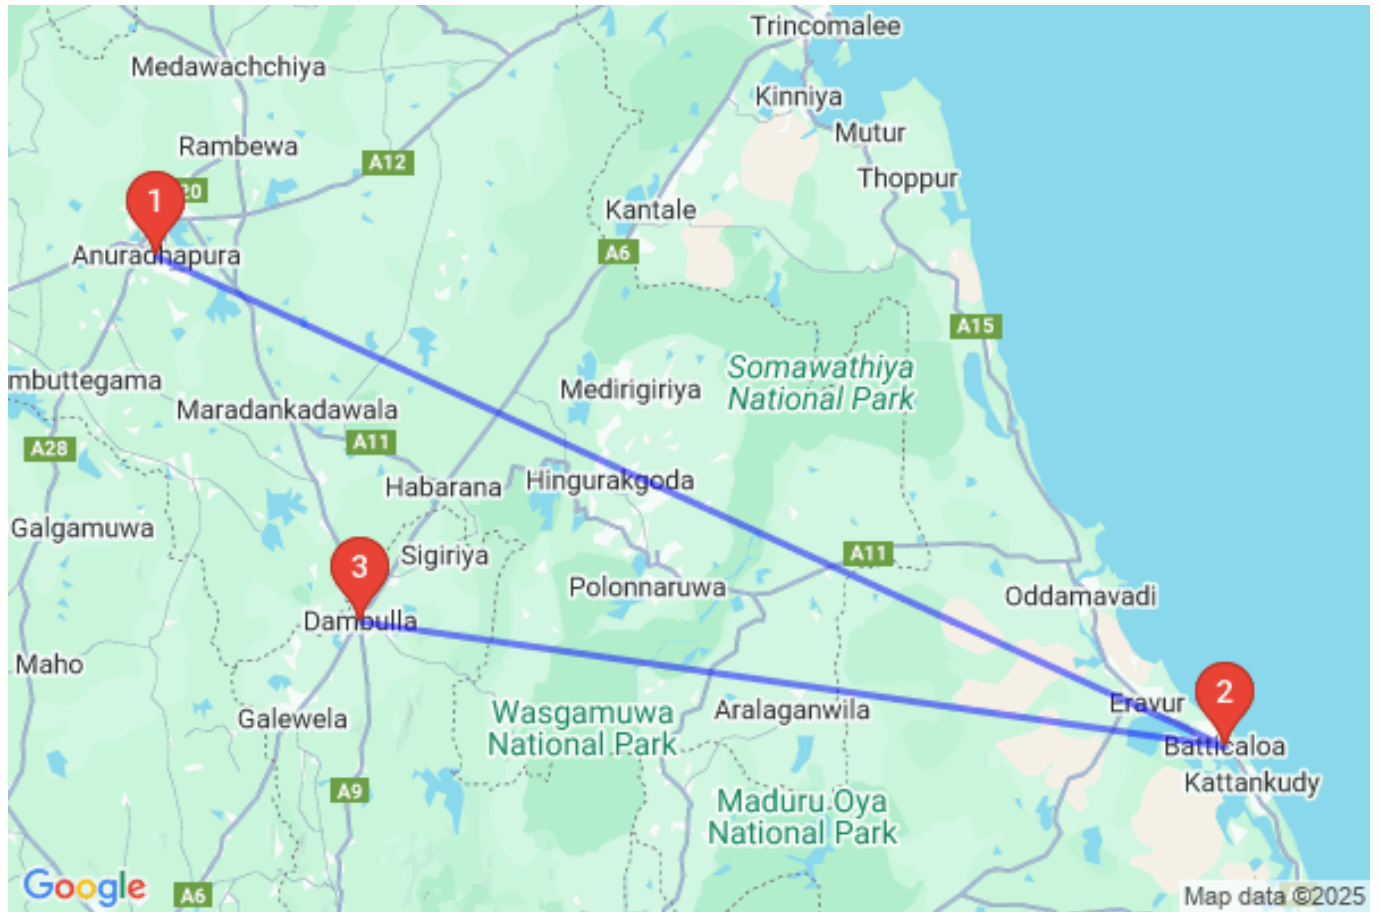 Trincomalee
Medawachchiya
Kinniya
Mutur
Rambewa
A12
Thoppur
20
1
Kantale
A6
Anuradhapura
A15
Somawathiya
National Park
mbuttegama
Medirigiriya
Maradankadawala
A11
A28
Hingurakgoda
Habarana
Galgamuwa
Sigiriya
A11
3
Polonnaruwa
Oddamavadi
Dambulla
Maho
2
Eravur
Aralaganwila
Wasgamuwa
National Park
Galewela
Batticaloa
Kattankudy
A9
Maduru Oya
National Park
Google
A6
Map data ©2025